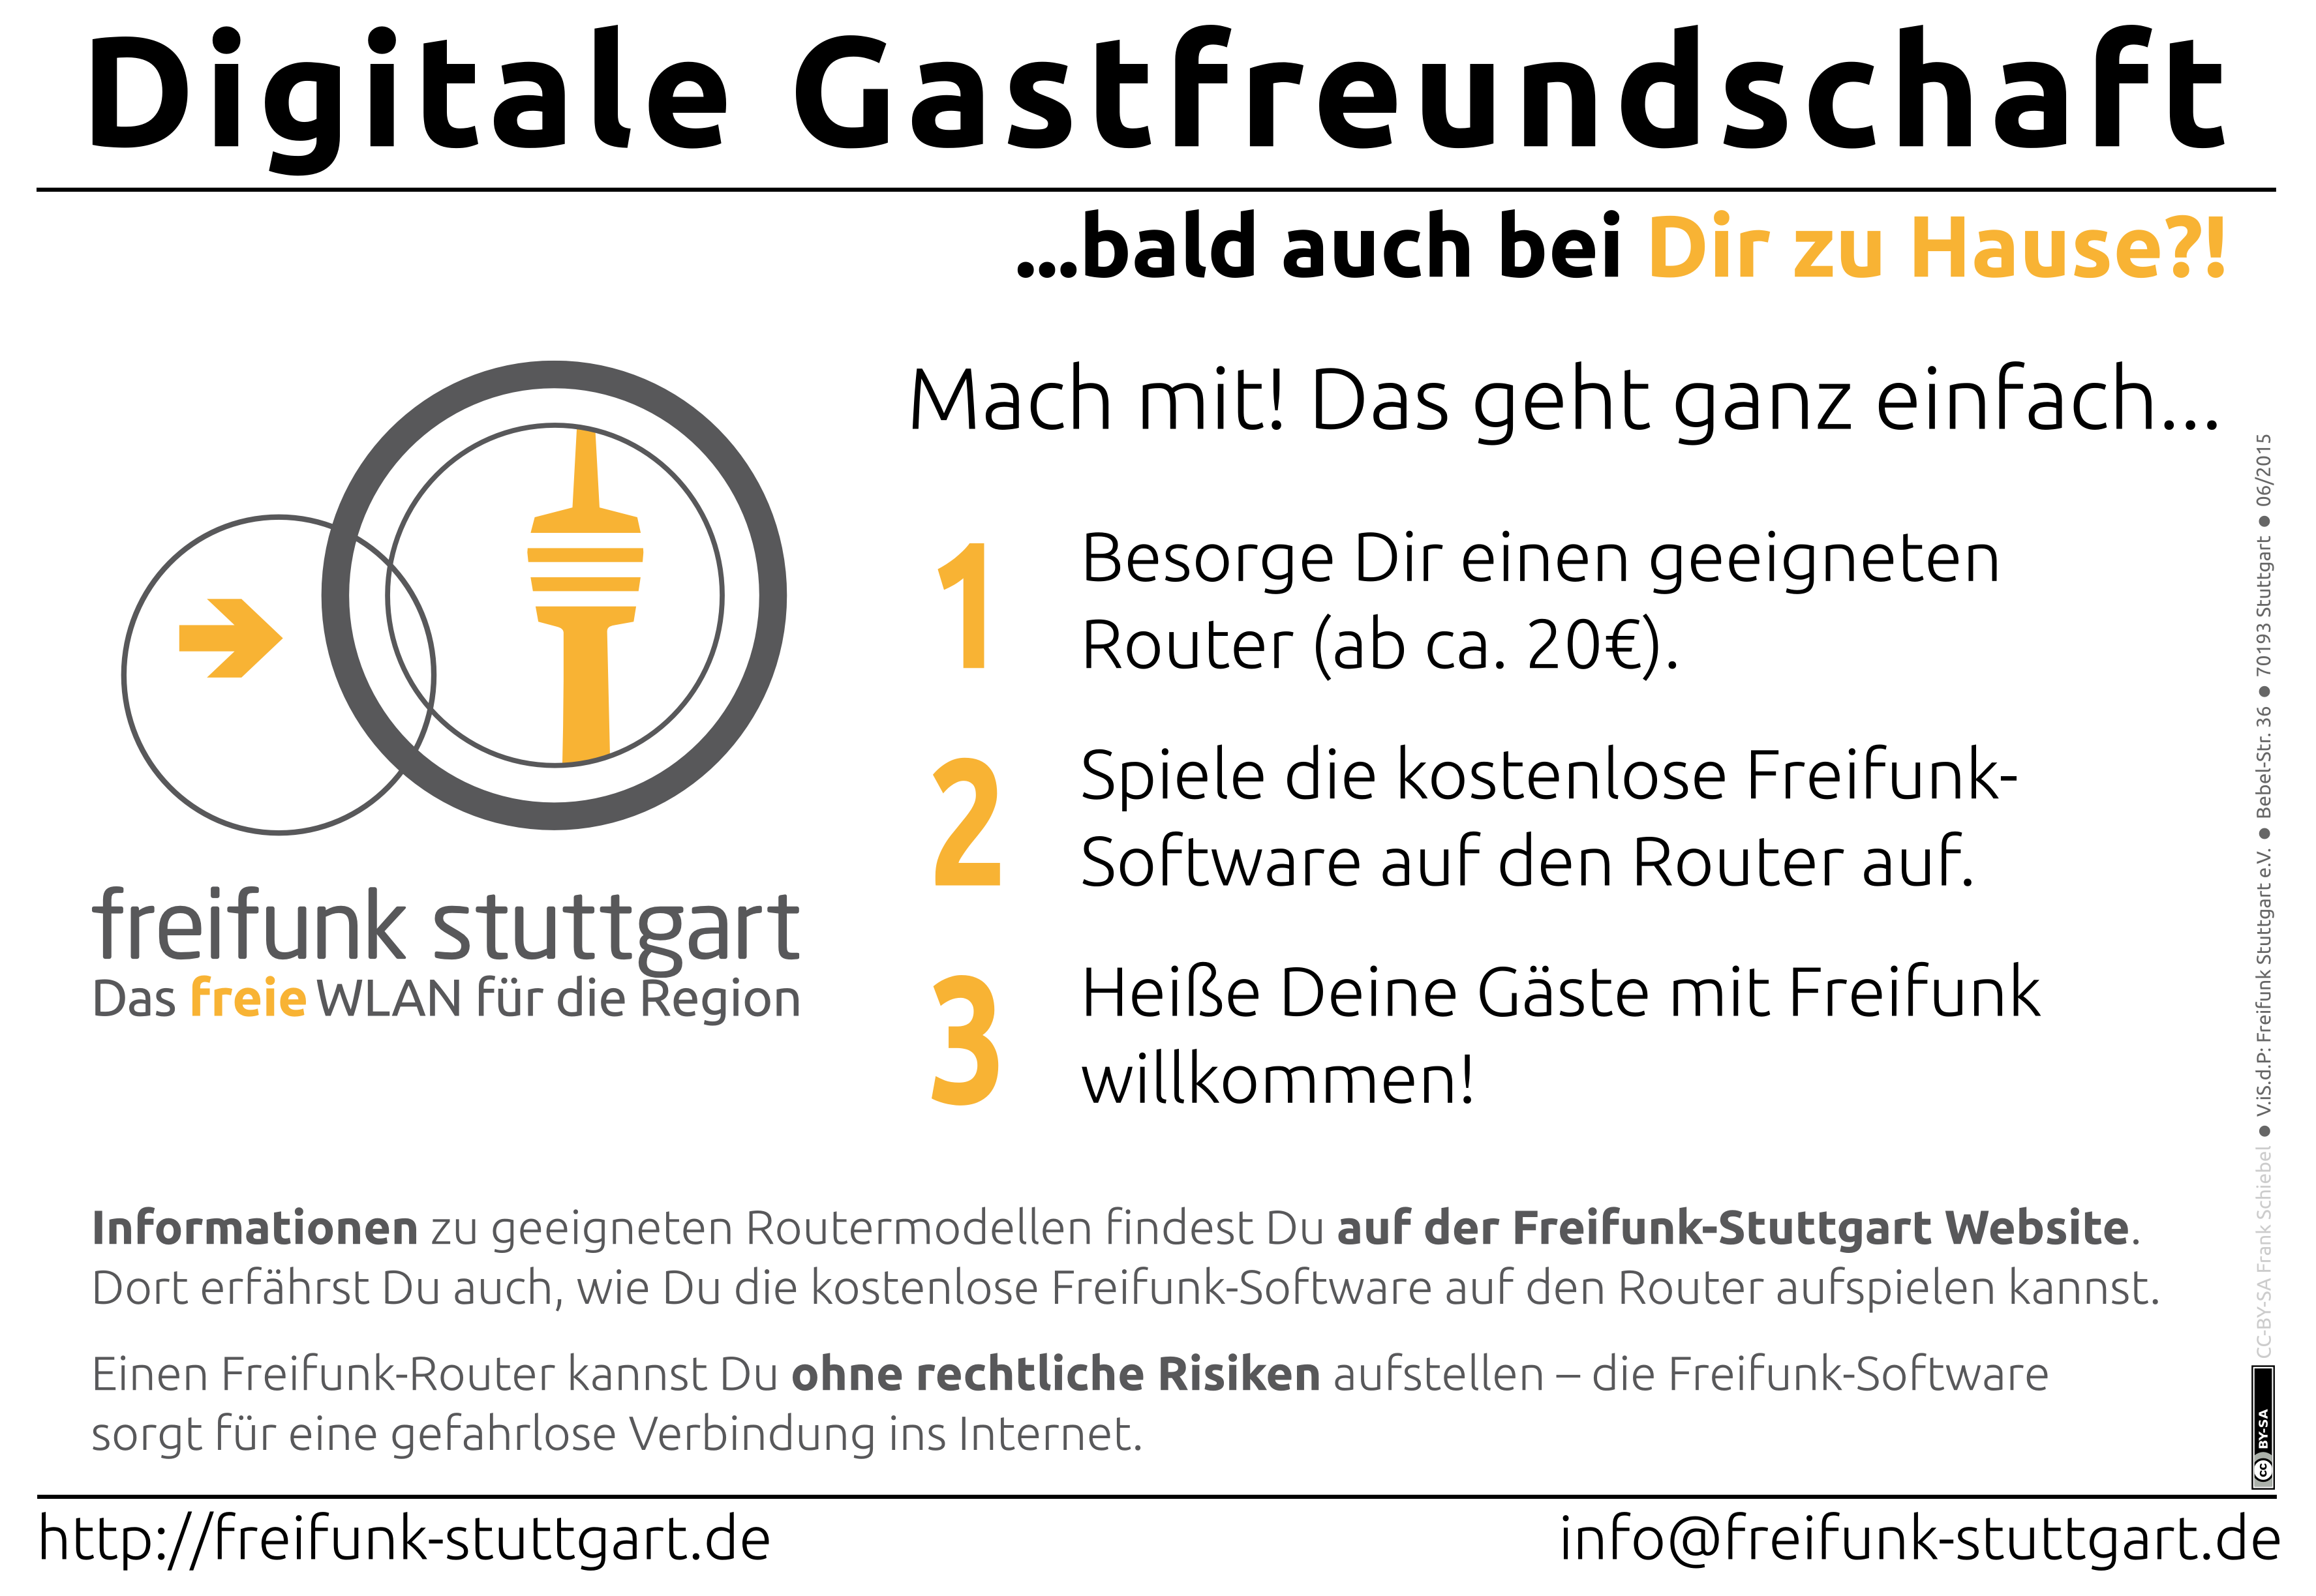 Digitale Gastfreundschaft
...bald auch bei Dir zu Hause?!
Mach mit! Das geht ganz einfach...
1 Besorge Dir einen geeigneten
Router (ab ca. 20€).
2 Spiele die kostenlose Freifunk-
Software auf den Router auf.
3 Heiße Deine Gäste mit Freifunk
willkommen!
freifunk stuttgart
Das freie WLAN für die Region
Informationen zu geeigneten Routermodellen findest Du auf der Freifunk-Stuttgart Website.
Dort erfährst Du auch, wie Du die kostenlose Freifunk-Software auf den Router aufspielen kannst.
Einen Freifunk-Router kannst Du ohne rechtliche Risiken aufstellen – die Freifunk-Software
sorgt für eine gefahrlose Verbindung ins Internet.
http://freifunk-stuttgart.de
info@freifunk-stuttgart.de
cc BY-SA CC-BY-SA Frank Schiebel ● V.iS.d.P: Freifunk Stuttgart e.V. ● Bebel-Str. 36 ● 70193 Stuttgart ● 06/2015